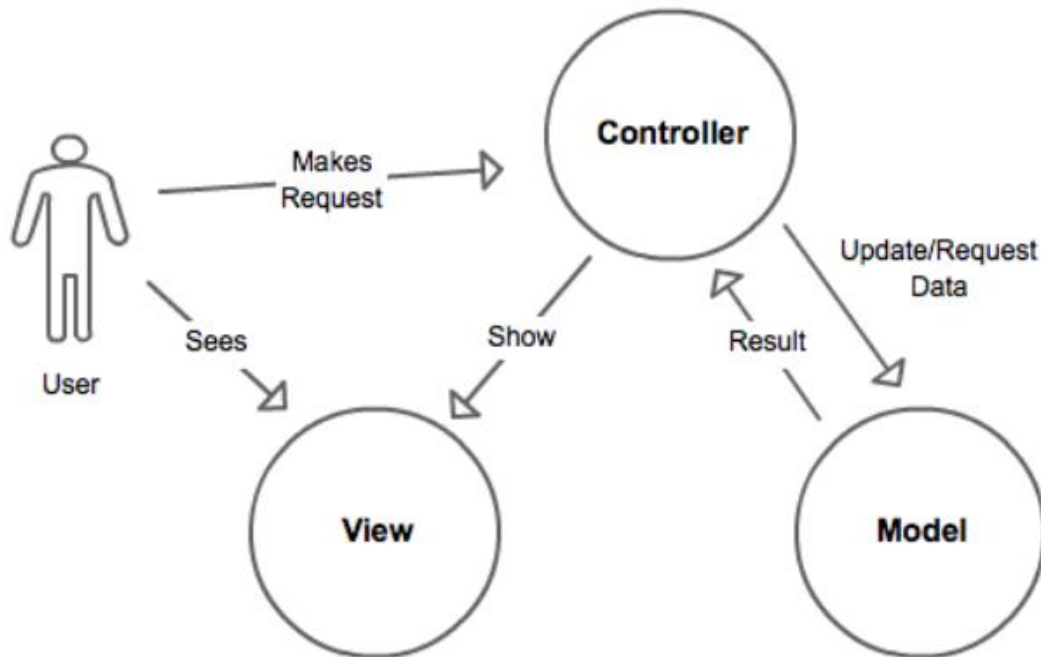 Controller
Makes
Request
Update/Request
Data
Sees
Show
Result
User
View
Model